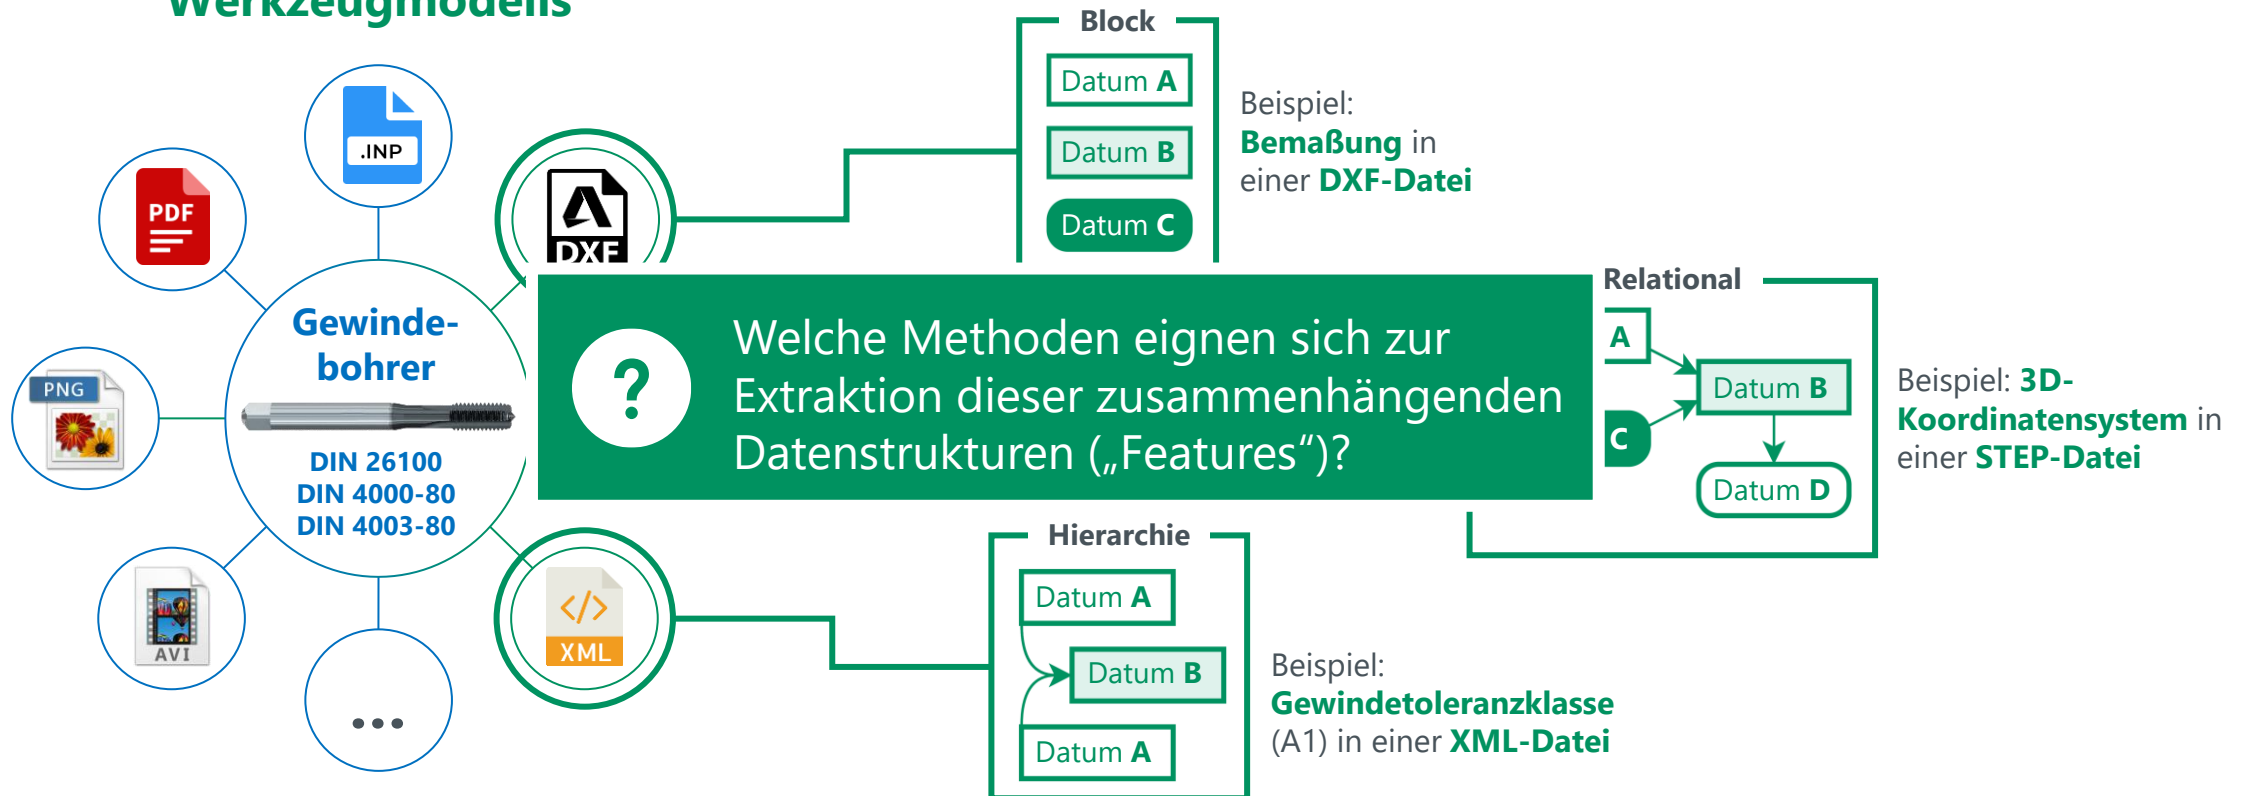 Werkzeugmodells
.INP
PDF
DXF
PNG
Gewinde-
bohrer
DIN 26100
DIN 4000-80
DIN 4003-80
AVI
...
XML
Block
Datum A
Datum B
Datum C
Beispiel:
Bemaßung in
einer DXF-Datei
Welche Methoden eignen sich zur
Extraktion dieser zusammenhängenden
Datenstrukturen („Features“)?
?
Relational
A
Datum B
C
Datum D
Beispiel: 3D-
Koordinatensystem in
einer STEP-Datei
Hierarchie
Datum A
Datum B
Datum A
Beispiel:
Gewindetoleranzklasse
(A1) in einer XML-Datei